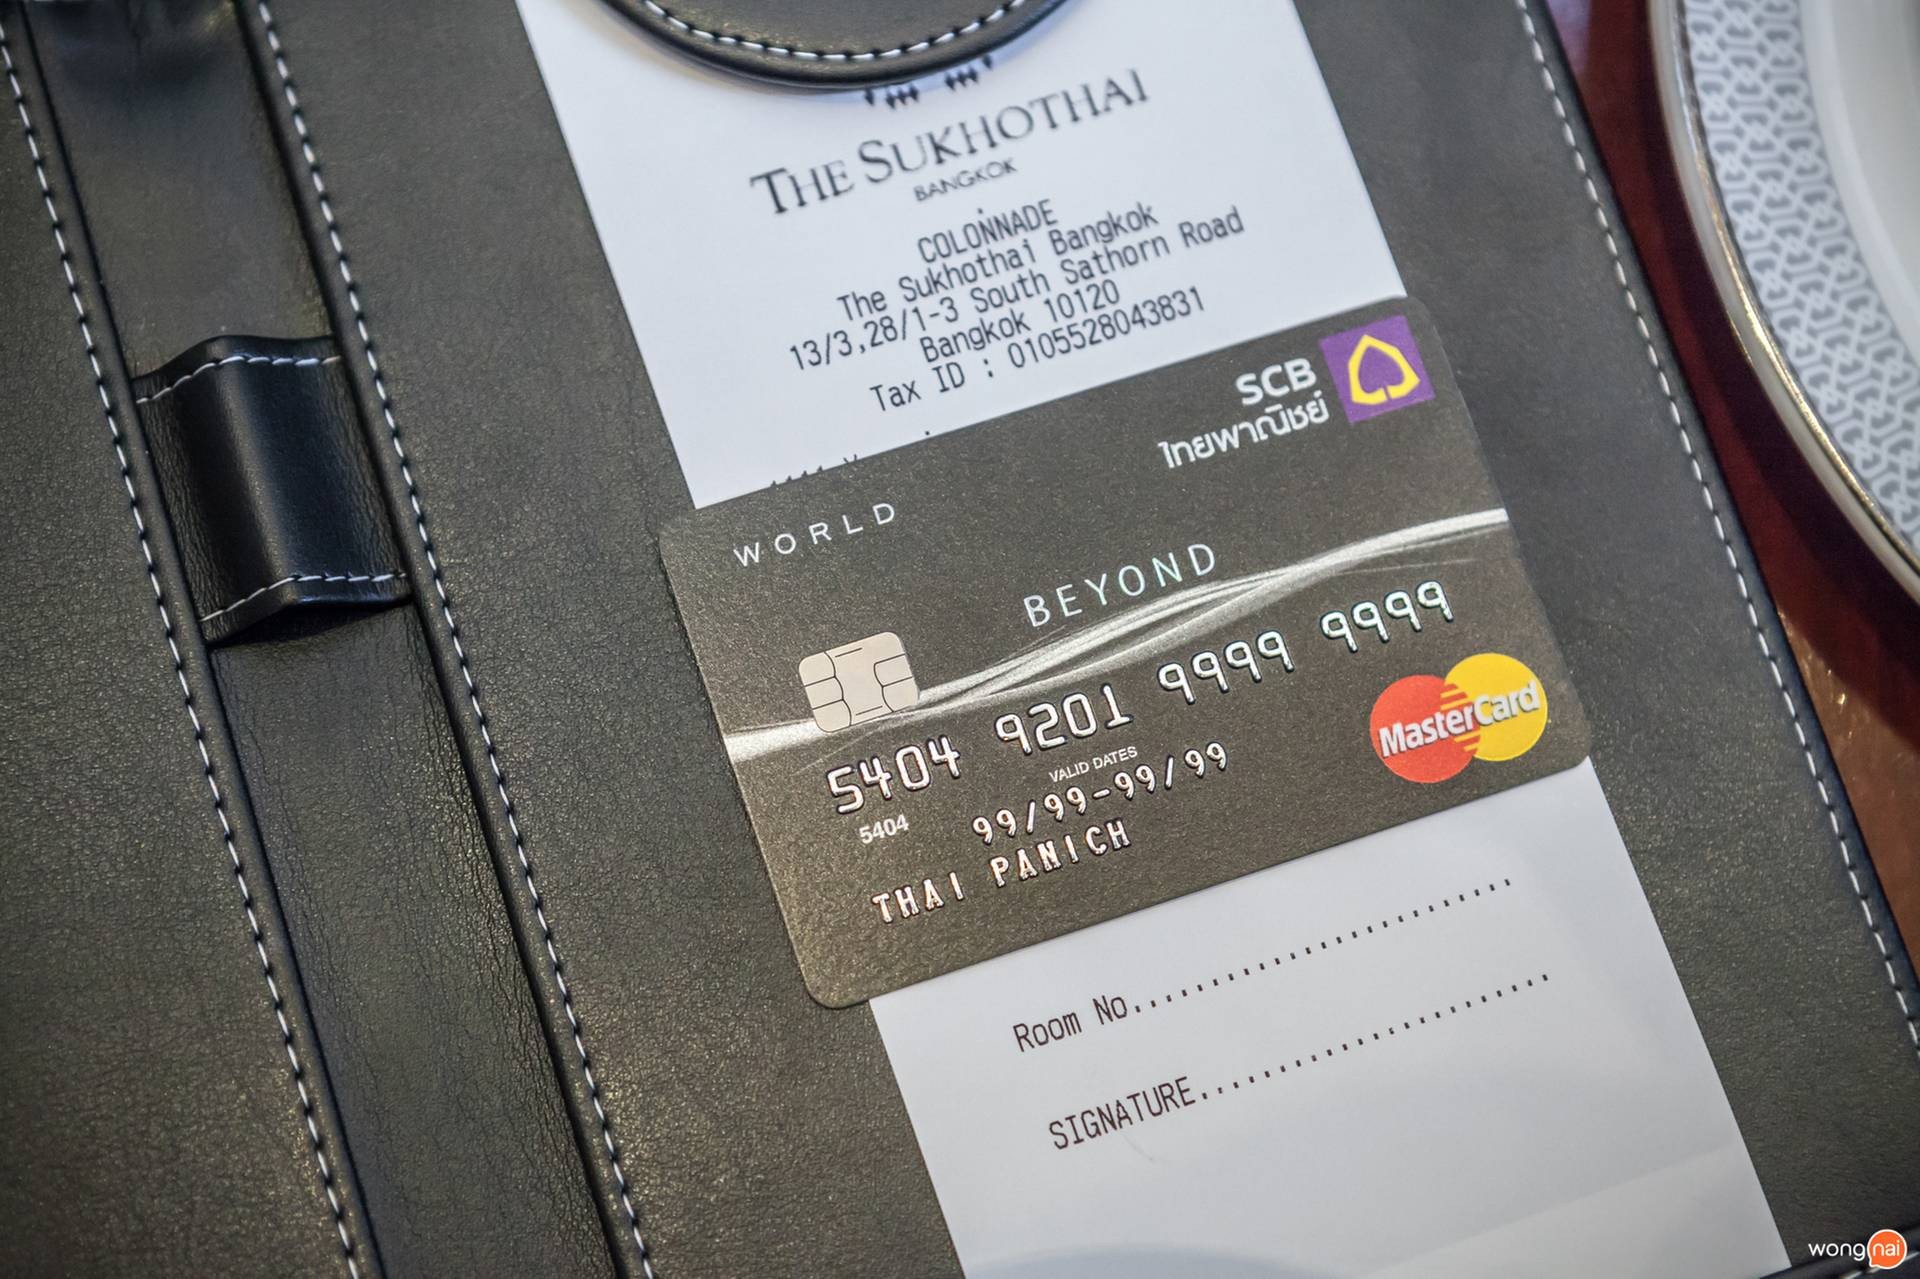 THE SUKHOTHAI
BANGKOK
COLONNADE
The Sukhothai Bangkok
13/3,28/1-3 South Sathorn Road
Bangkok 10120
Tax ID : 0105528043831
SCB
ไทยพาณิชย์
WORLD
BEYOND
5404 9201 9999 9999
5404
VALID DATES
99/99-99/99
THAI PANICH
MasterCard
Room No..............................
SIGNATURE..............................
wongnai